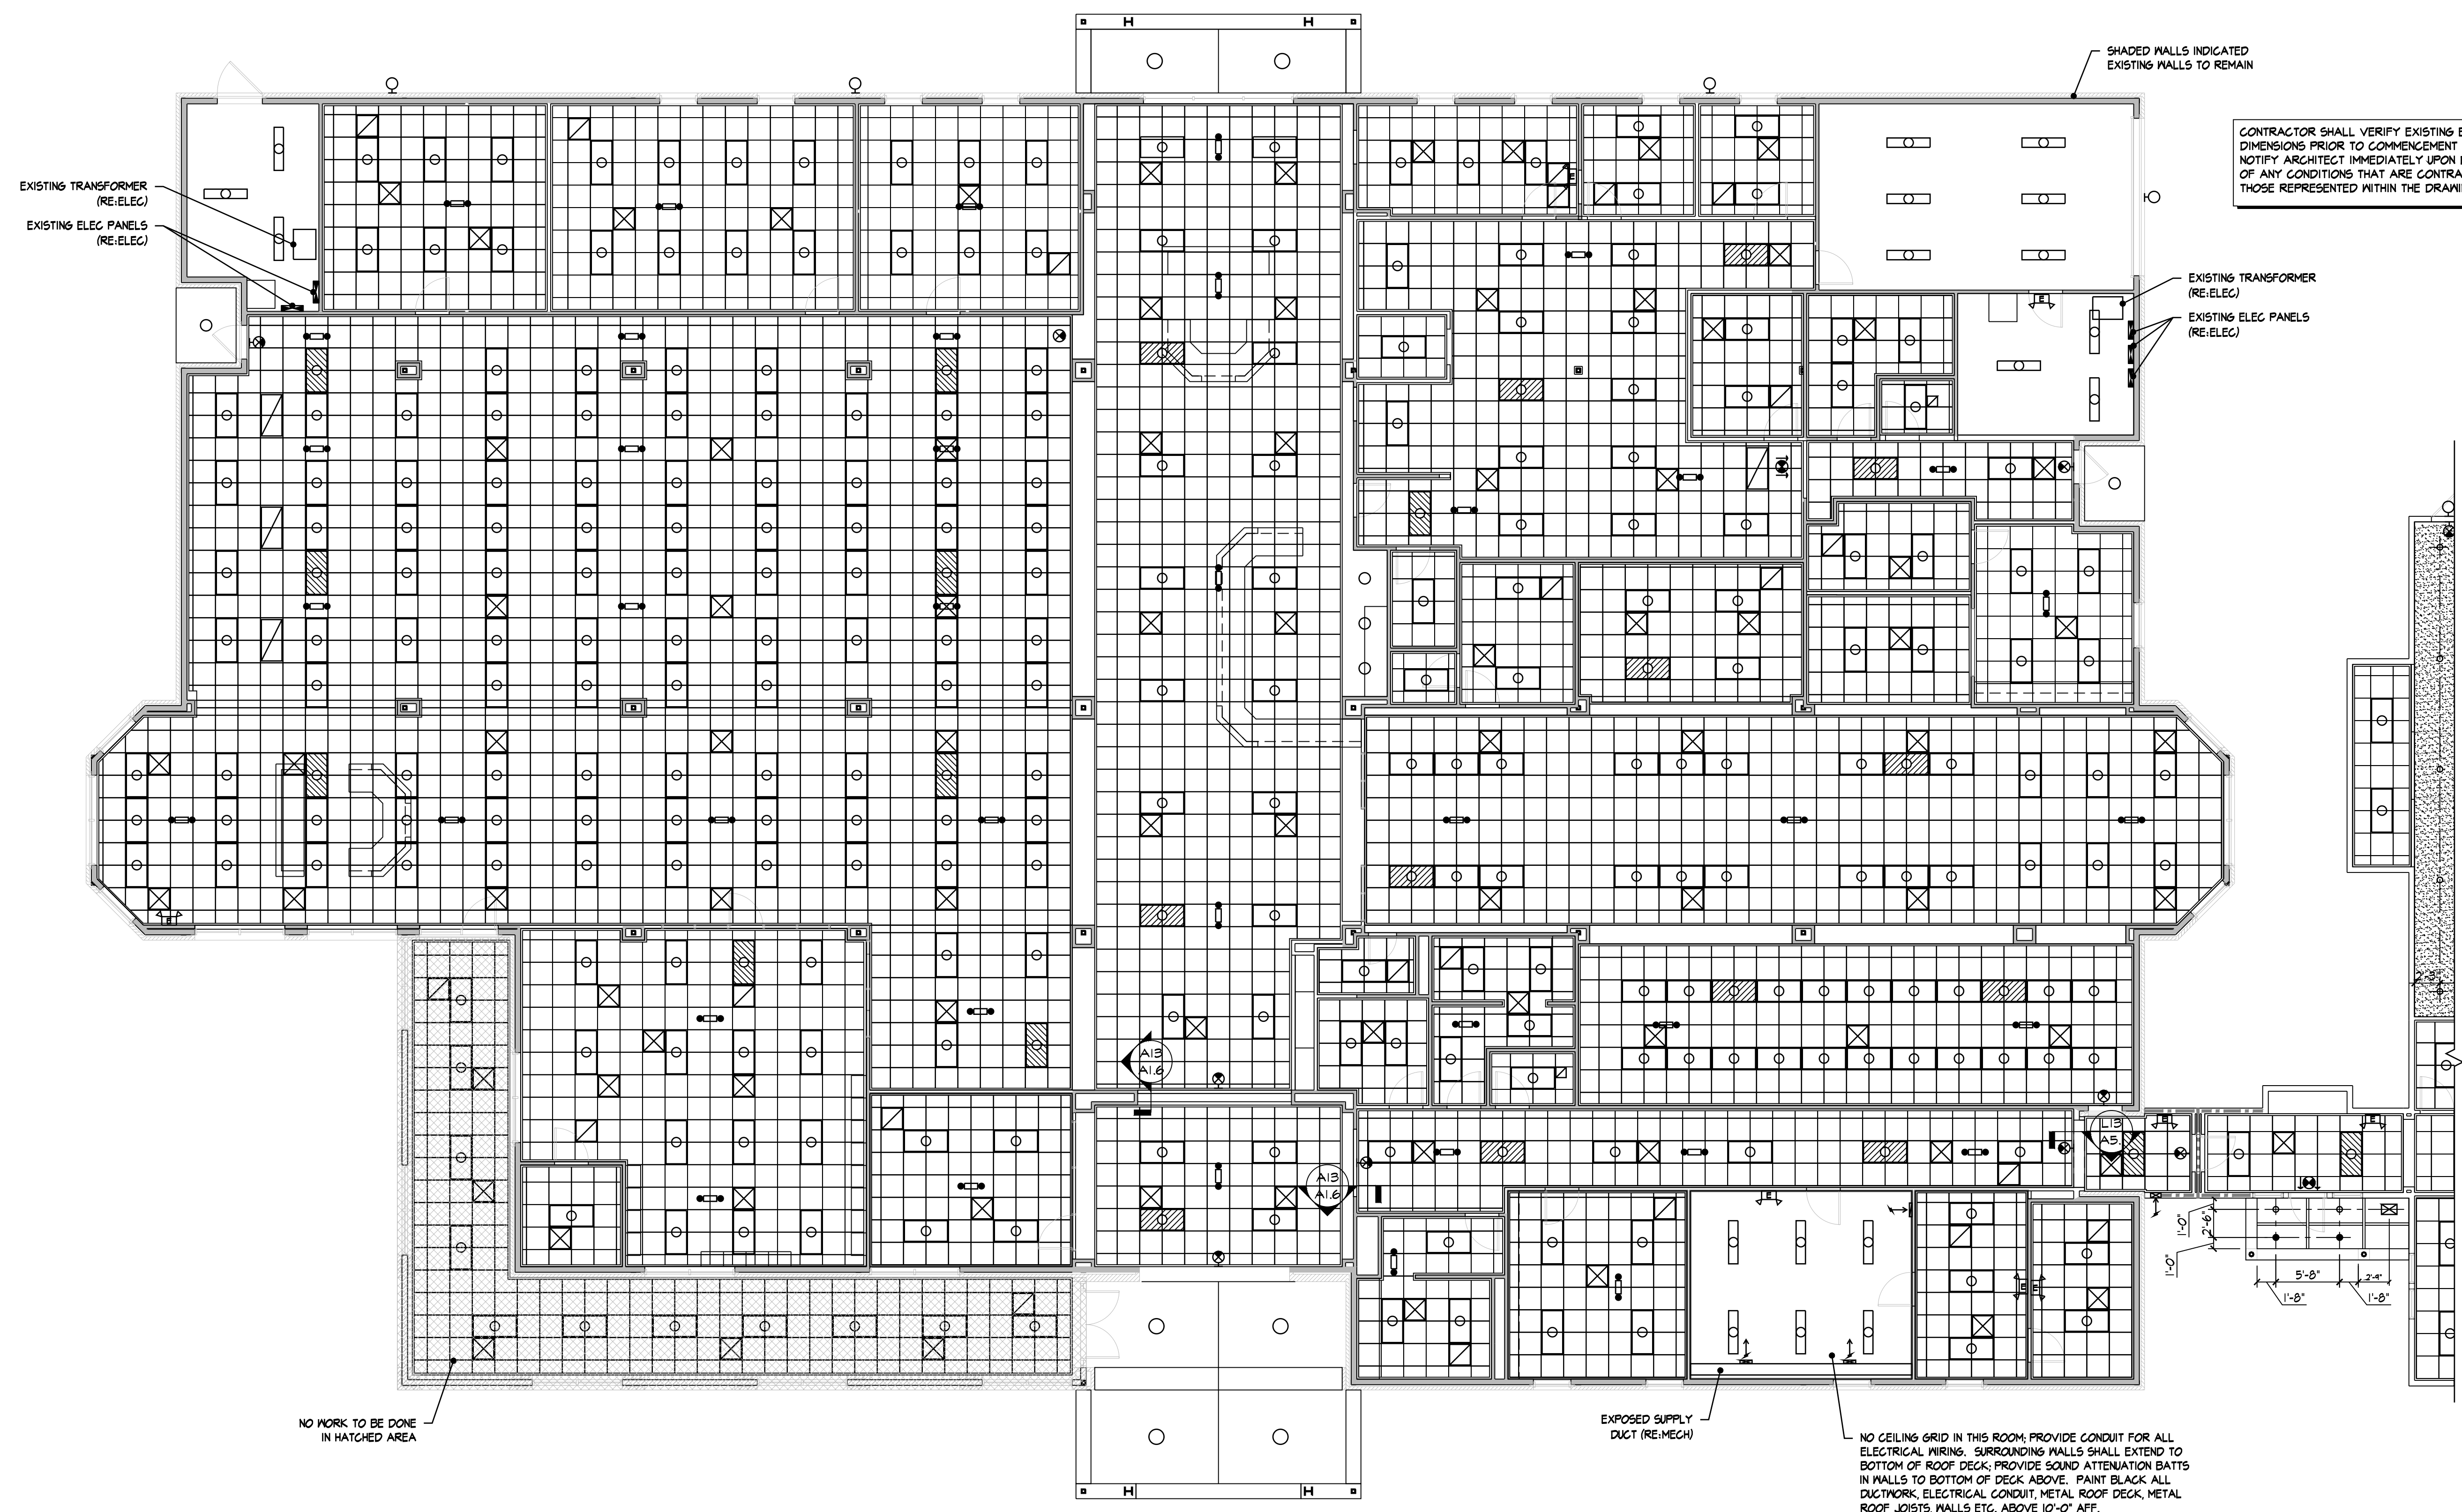 H H
SHADED WALLS INDICATED
EXISTING WALLS TO REMAIN
CONTRACTOR SHALL VERIFY EXISTING
DIMENSIONS PRIOR TO COMMENCEMENT
NOTIFY ARCHITECT IMMEDIATELY UPON
OF ANY CONDITIONS THAT ARE
THOSE REPRESENTED WITHIN THE
EXISTING TRANSFORMER
(RE:ELEC)
EXISTING ELEC PANELS
(RE:ELEC)
EXISTING TRANSFORMER
(RE:ELEC)
EXISTING ELEC PANELS
(RE:ELEC)
E
E
E
2'-3"
A13
A1.6
A13
A1.6
L13
A5.
E
E
E
E
E
1'-0"
2'-6"
1'-0"
5'-8"
2'-9"
1'-8"
1'-8"
NO WORK TO BE DONE
IN HATCHED AREA
EXPOSED SUPPLY
DUCT (RE:MECH)
NO CEILING GRID IN THIS ROOM; PROVIDE CONDUIT FOR ALL
ELECTRICAL WIRING. SURROUNDING WALLS SHALL EXTEND TO
BOTTOM OF ROOF DECK; PROVIDE SOUND ATTENUATION BATTS
IN WALLS TO BOTTOM OF DECK ABOVE. PAINT BLACK ALL
DUCTWORK, ELECTRICAL CONDUIT, METAL ROOF DECK, METAL
ROOF JOISTS, WALLS ETC. ABOVE 10'-0" AFF.
H H